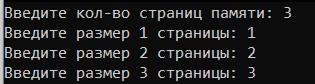 Введите кол-во страниц памяти: 3
Введите размер 1 страницы: 1
Введите размер 2 страницы: 2
Введите размер 3 страницы: 3